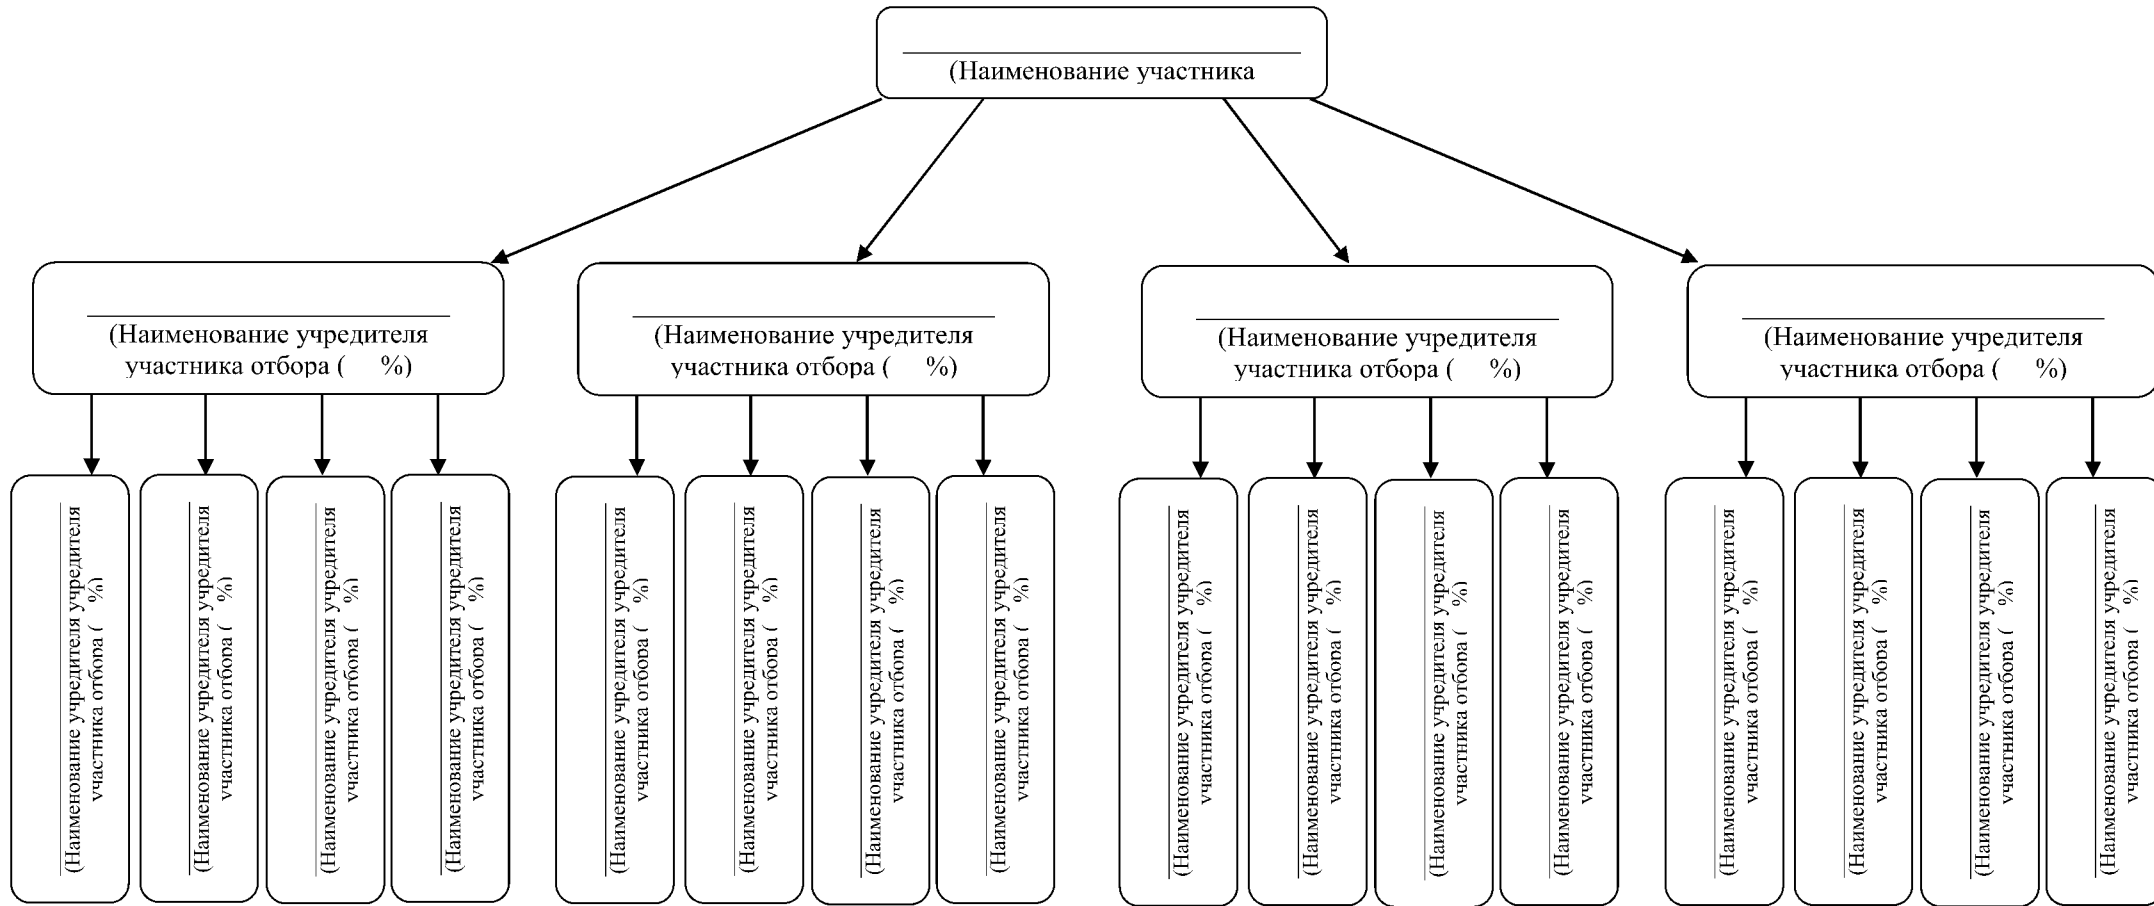 (Наименование участника
(Наименование учредителя
участника отбора (    %)
(Наименование учредителя
участника отбора (    %)
(Наименование учредителя
участника отбора (    %)
(Наименование учредителя
участника отбора (    %)
(Наименование учредителя учредителя
участника отбора (    %)
(Наименование учредителя учредителя
участника отбора (    %)
(Наименование учредителя учредителя
участника отбора (    %)
(Наименование учредителя учредителя
участника отбора (    %)
(Наименование учредителя учредителя
участника отбора (    %)
(Наименование учредителя учредителя
участника отбора (    %)
(Наименование учредителя учредителя
участника отбора (    %)
(Наименование учредителя учредителя
участника отбора (    %)
(Наименование учредителя учредителя
участника отбора (    %)
(Наименование учредителя учредителя
участника отбора (    %)
(Наименование учредителя учредителя
участника отбора (    %)
(Наименование учредителя учредителя
участника отбора (    %)
(Наименование учредителя учредителя
участника отбора (    %)
(Наименование учредителя учредителя
участника отбора (    %)
(Наименование учредителя учредителя
участника отбора (    %)
(Наименование учредителя учредителя
участника отбора (    %)